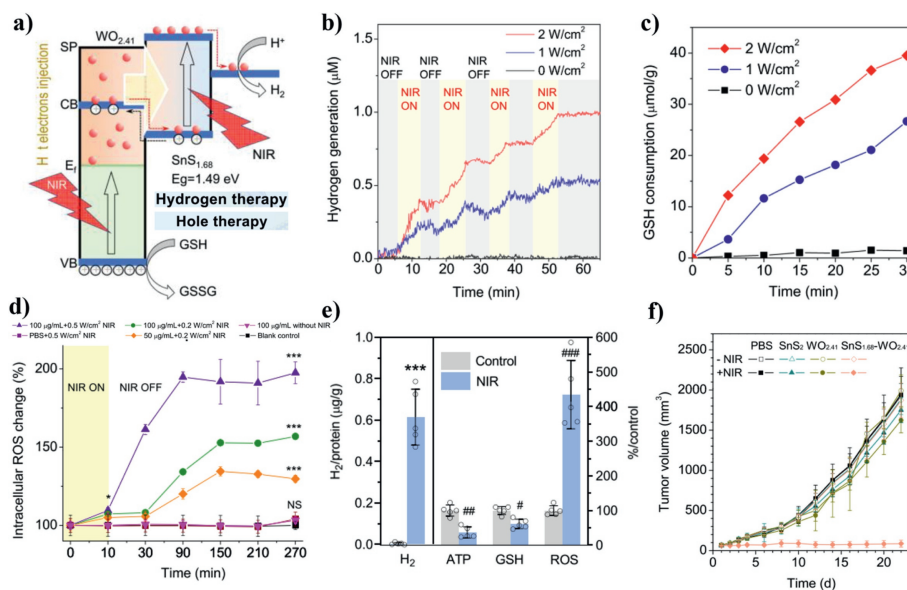 a)
WO2.41
SP
H+
H2
CB
H t electrons injection
Ef
NIR
SnS1.68
Eg=1.49 eV
NIR
Hydrogen therapy
Hole therapy
VB
GSH
GSSG
b)
2 W/cm²
1 W/cm²
0 W/cm²
NIR NIR NIR
OFF OFF OFF
NIR NIR NIR NIR
ON ON ON ON
Hydrogen generation (μM)
1.5
1.0
0.5
0.0
0 10 20 30 40 50 60
Time (min)
c)
2 W/cm²
1 W/cm²
0 W/cm²
GSH consumption (μmol/g)
40
30
20
10
0
0 5 10 15 20 25 30
Time (min)
d)
100 μg/mL+0.5 W/cm² NIR 100 μg/mL+0.2 W/cm² NIR 100 μg/mL without NIR
PBS+0.5 W/cm² NIR 50 μg/mL+0.2 W/cm² NIR Blank control
NIR ON NIR OFF
***
***
***
*
NS
Intracellular ROS change (%)
200
150
100
0 10 30 90 150 210 270
Time (min)
e)
Control
NIR
***
##
#
###
H2/protein (μg/g)
1.0
0.8
0.6
0.4
0.2
0.0
600
500
400
300
200
100
0
%/control
H2 ATP GSH ROS
f)
PBS SnS2 WO2.41 SnS1.68-WO2.41
- NIR
+NIR
Tumor volume (mm³)
2500
2000
1500
1000
500
0
0 5 10 15 20
Time (d)